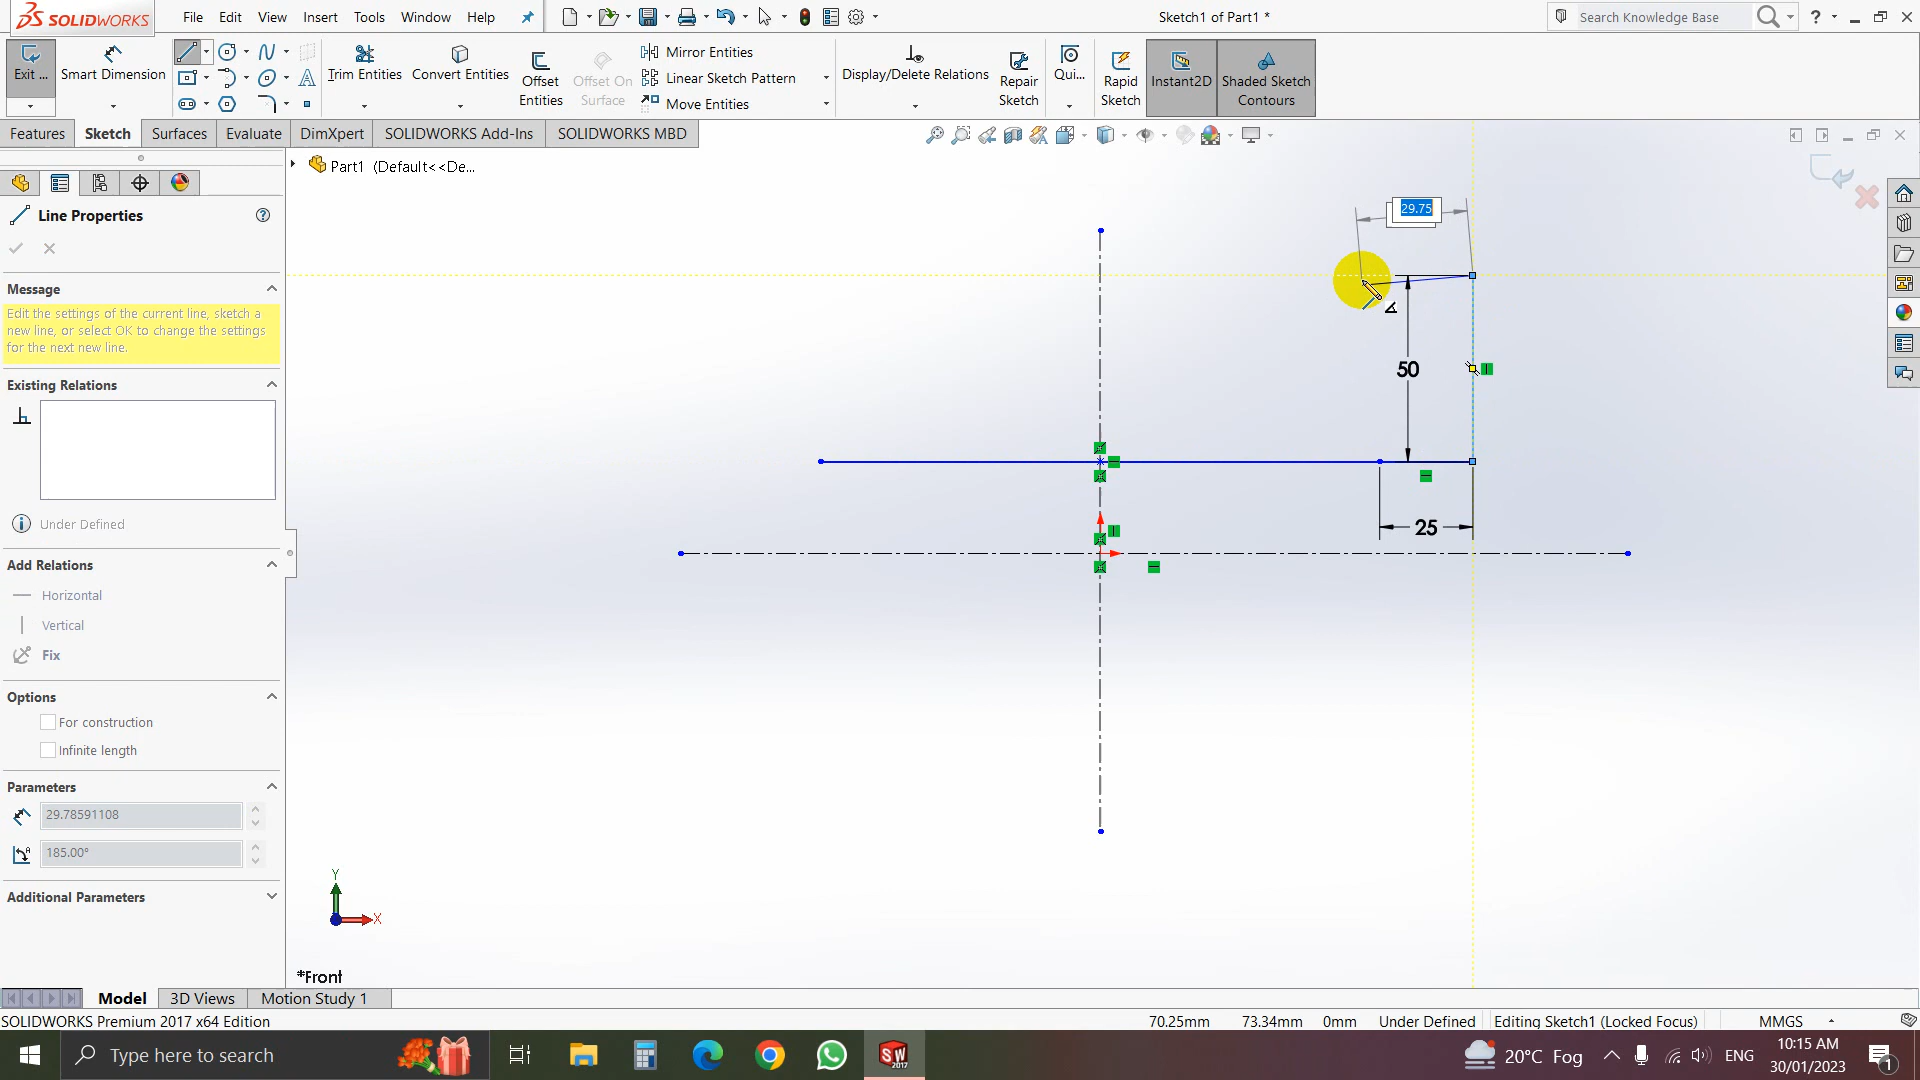 SOLIDWORKS
File Edit View Insert Tools Window Help
Sketch1 of Part1 *
Search Knowledge Base
?
Exit ...
Smart Dimension
Trim Entities
Convert Entities
Offset Entities
Offset On Surface
Mirror Entities
Linear Sketch Pattern
Move Entities
Display/Delete Relations
Repair Sketch
Qui...
Rapid Sketch
Instant2D
Shaded Sketch Contours
Features Sketch Surfaces Evaluate DimXpert SOLIDWORKS Add-Ins SOLIDWORKS MBD
Part1 (Default<<De...
Line Properties
?
Message
Edit the settings of the current line, sketch a
new line, or select OK to change the settings
for the next new line.
Existing Relations
Under Defined
Add Relations
Horizontal
Vertical
Fix
Options
For construction
Infinite length
Parameters
29.78591108
185.00°
Additional Parameters
29.75
50
25
Y
X
*Front
Model 3D Views Motion Study 1
SOLIDWORKS Premium 2017 x64 Edition
70.25mm 73.34mm 0mm Under Defined Editing Sketch1 (Locked Focus) MMGS
Type here to search
SW
2017
20°C Fog
ENG
10:15 AM
30/01/2023
1